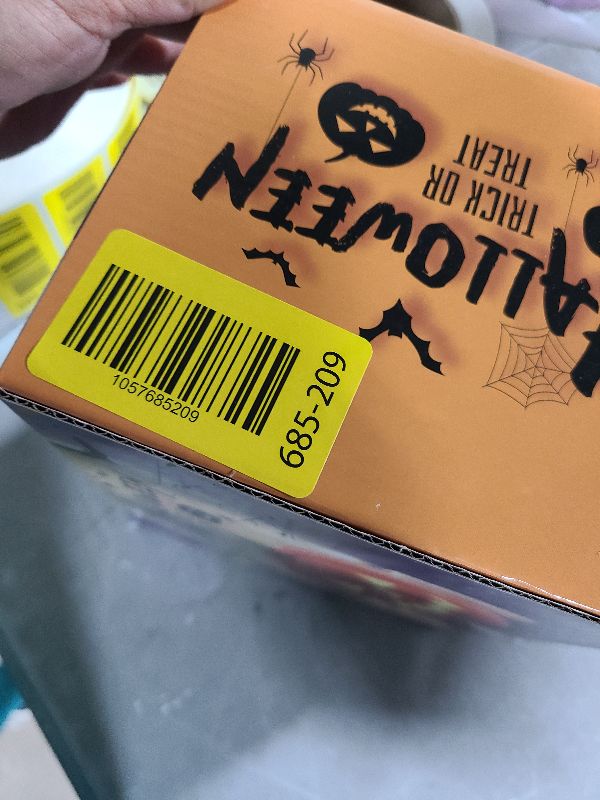 HALLOWEEN
TRICK OR
TREAT
1057685209
685-209